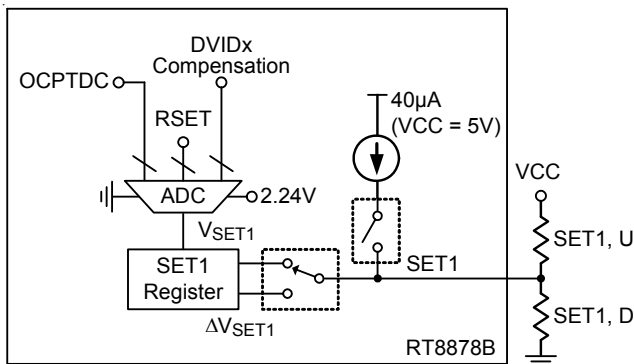 DVIDx
Compensation
OCPTDC
RSET
40µA
(VCC = 5V)
VCC
ADC
2.24V
VSET1
SET1, U
SET1
Register
SET1
ΔVSET1
SET1, D
RT8878B